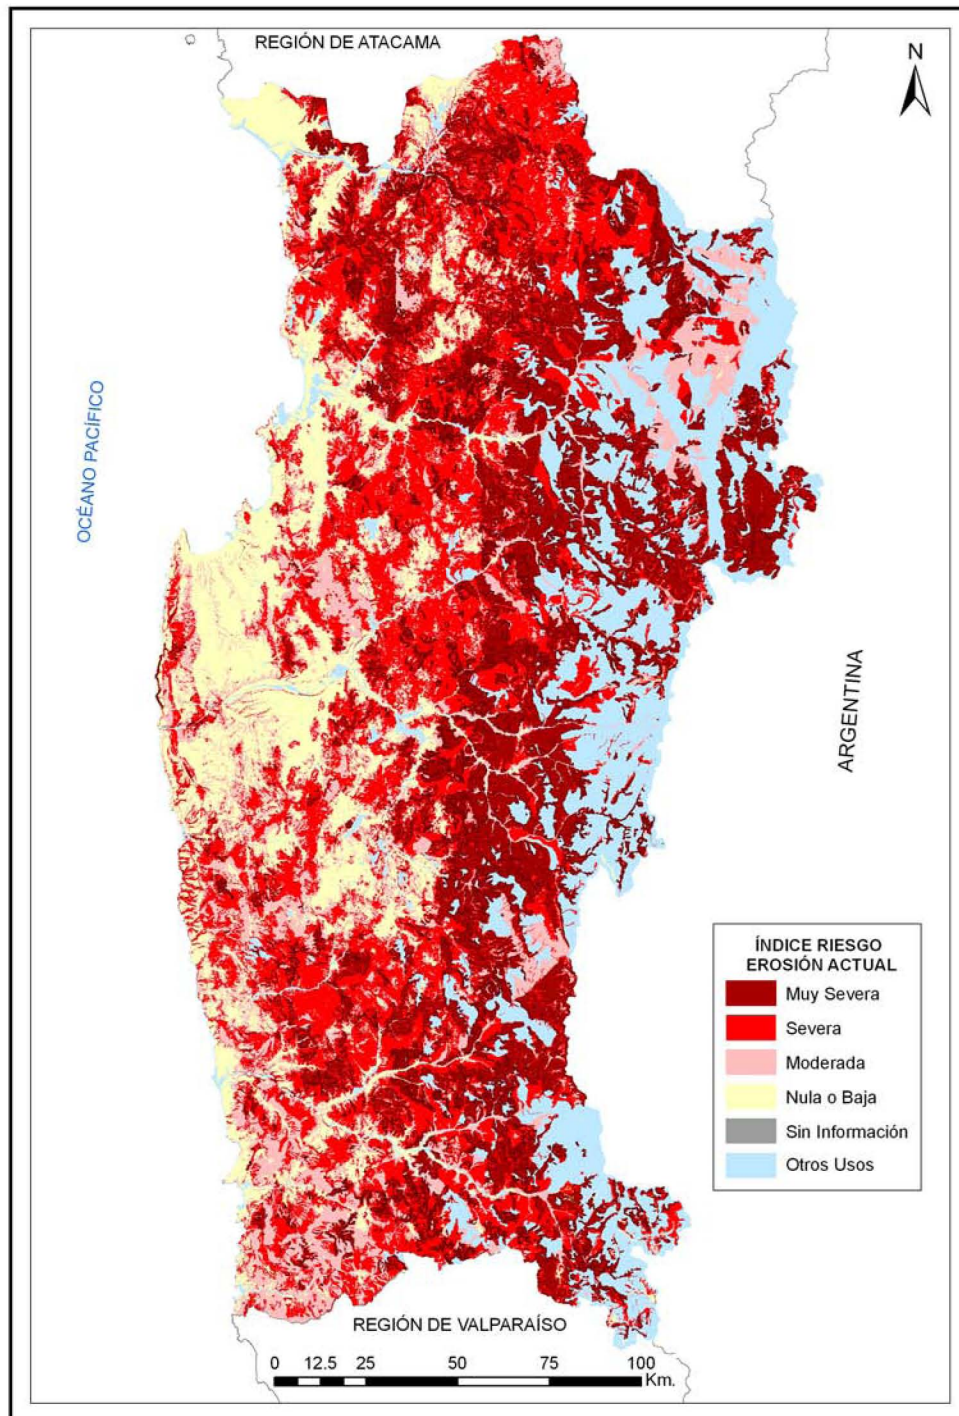 REGIÓN DE ATACAMA
N
OCÉANO PACÍFICO
ARGENTINA
ÍNDICE RIESGO
EROSIÓN ACTUAL
Muy Severa
Severa
Moderada
Nula o Baja
Sin Información
Otros Usos
REGIÓN DE VALPARAÍSO
0 12.5 25 50 75 100
Km.